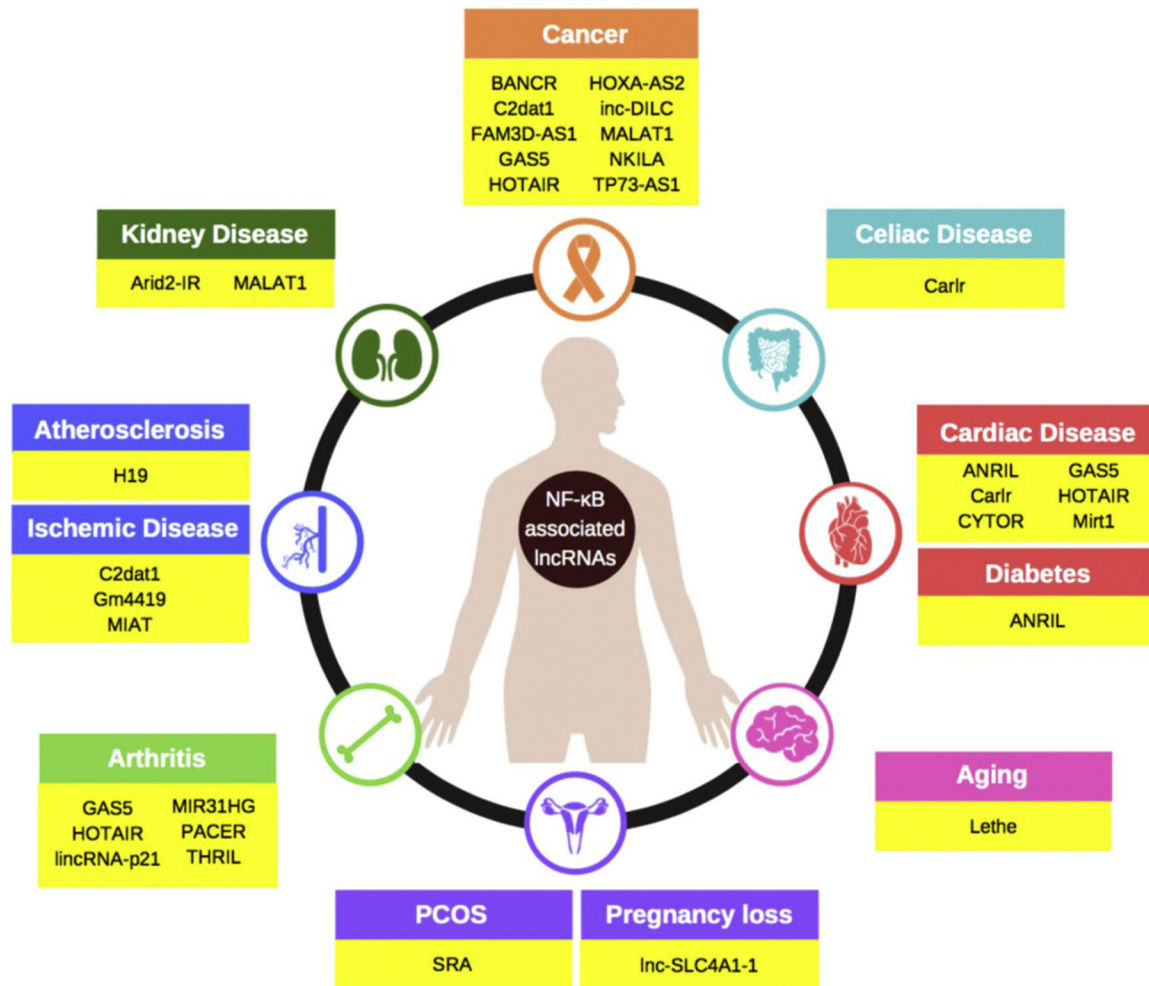 Cancer
BANCR HOXA-AS2
C2dat1 inc-DILC
FAM3D-AS1 MALAT1
GAS5 NKILA
HOTAIR TP73-AS1
Kidney Disease
Arid2-IR MALAT1
Celiac Disease
Carlr
Atherosclerosis
H19
Ischemic Disease
C2dat1
Gm4419
MIAT
NF-κB
associated
lncRNAs
Cardiac Disease
ANRIL GAS5
Carlr HOTAIR
CYTOR Mirt1
Diabetes
ANRIL
Arthritis
GAS5 MIR31HG
HOTAIR PACER
lincRNA-p21 THRIL
Aging
Lethe
PCOS
SRA
Pregnancy loss
lnc-SLC4A1-1